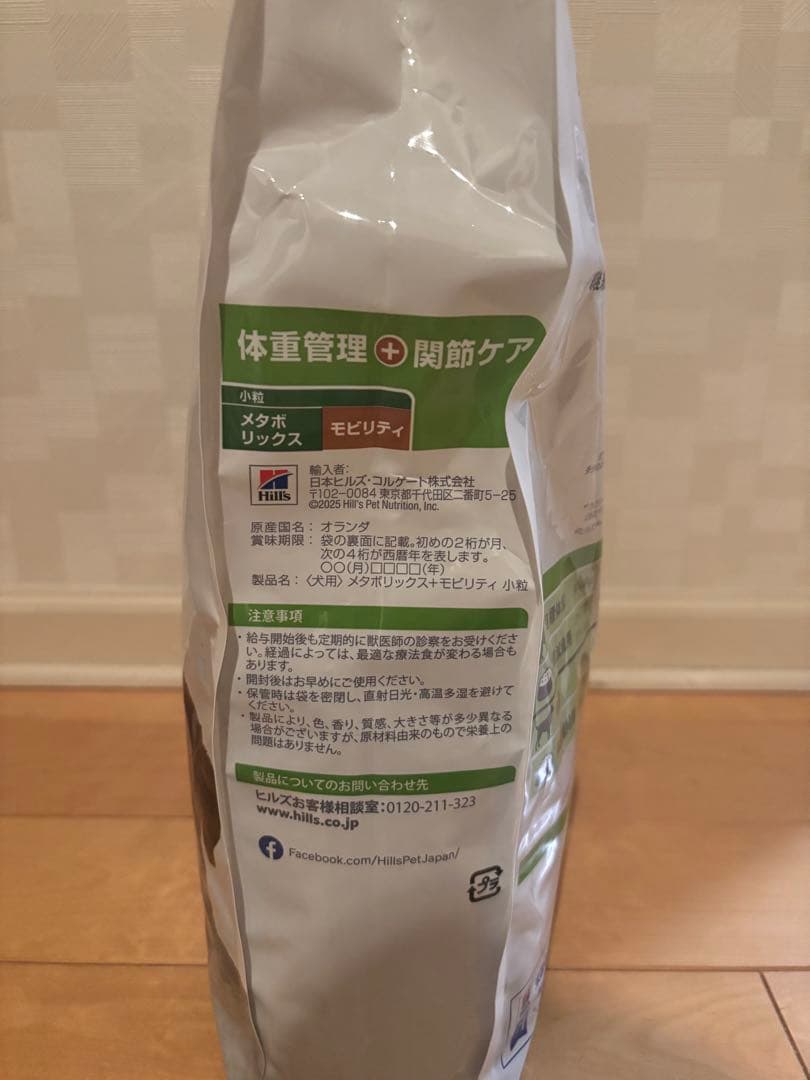 体重管理+関節ケア
小粒
メタボ
リックス
モビリティ
Hill's
輸入者:
日本ヒルズ・コルゲート株式会社
〒102-0084 東京都千代田区二番町5-25
©2025 Hill's Pet Nutrition, Inc.
原産国名: オランダ
賞味期限: 袋の裏面に記載。初めの2桁が月、
次の4桁が西暦年を表します。
○○(月)□□□□(年)
製品名: 〈犬用〉 メタボリックス+モビリティ 小粒
注意事項
・給与開始後も定期的に獣医師の診察をお受けくださ
い。経過によっては、最適な療法食が変わる場合も
あります。
・開封後はお早めにご使用ください。
・保管時は袋を密閉し、直射日光・高温多湿を避けて
ください。
・製品により、色、香り、質感、大きさ等が多少異なる
場合がございますが、原材料由来のもので栄養上の
問題はありません。
製品についてのお問い合わせ先
ヒルズお客様相談室:0120-211-323
www.hills.co.jp
Facebook.com/HillsPetJapan/
プラ